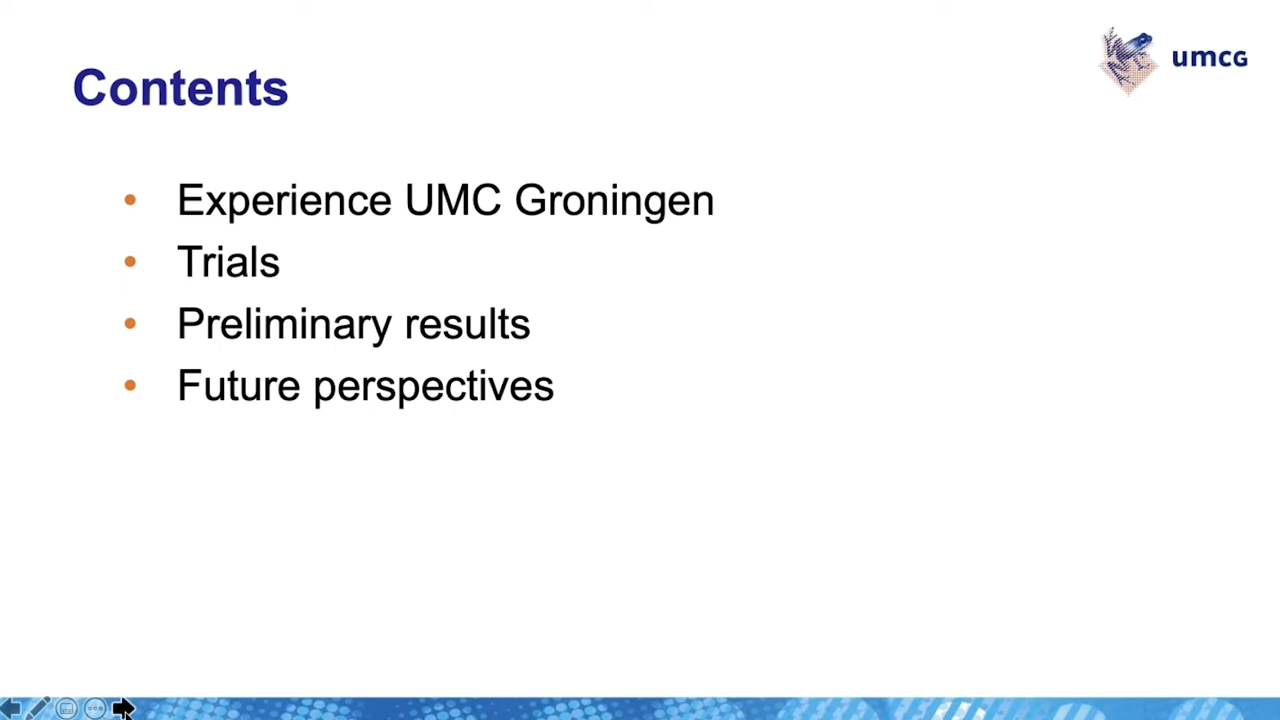 Contents
umcg
• Experience UMC Groningen
• Trials
• Preliminary results
• Future perspectives